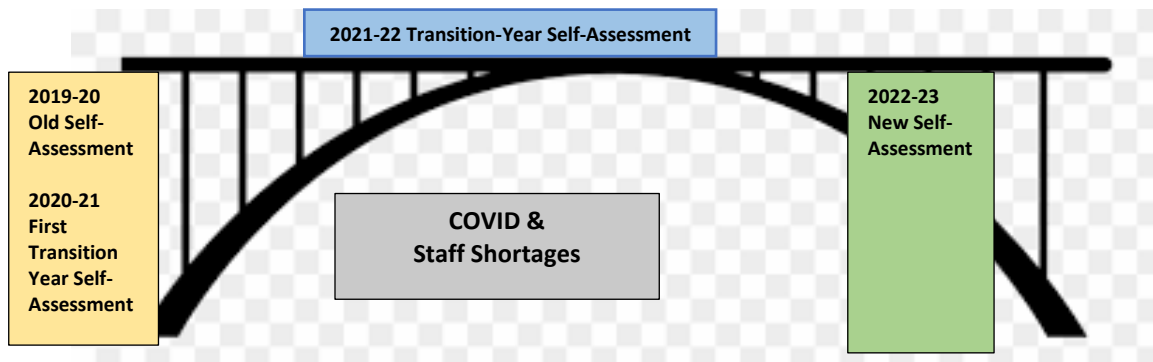 2021-22 Transition-Year Self-Assessment
2019-20
Old Self-
Assessment
2020-21
First
Transition
Year Self-
Assessment
COVID &
Staff Shortages
2022-23
New Self-
Assessment